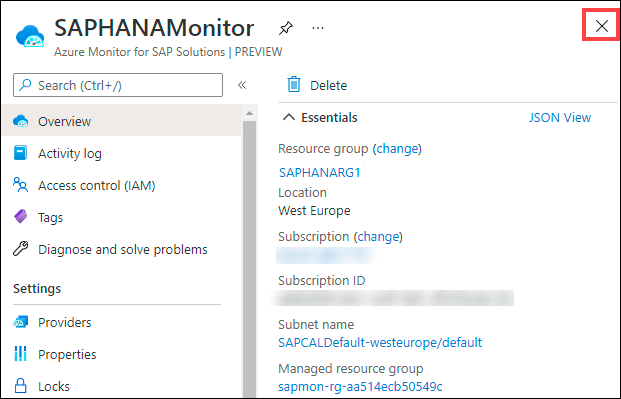 SAPHANAMonitor
Azure Monitor for SAP Solutions | PREVIEW
Search (Ctrl+/)
Overview
Activity log
Access control (IAM)
Tags
Diagnose and solve problems
Settings
Providers
Properties
Locks
Delete
Essentials JSON View
Resource group (change)
SAPHANARG1
Location
West Europe
Subscription (change)
Subscription ID
Subnet name
SAPCALDefault-westeurope/default
Managed resource group
sapmon-rg-aa514ecb50549c